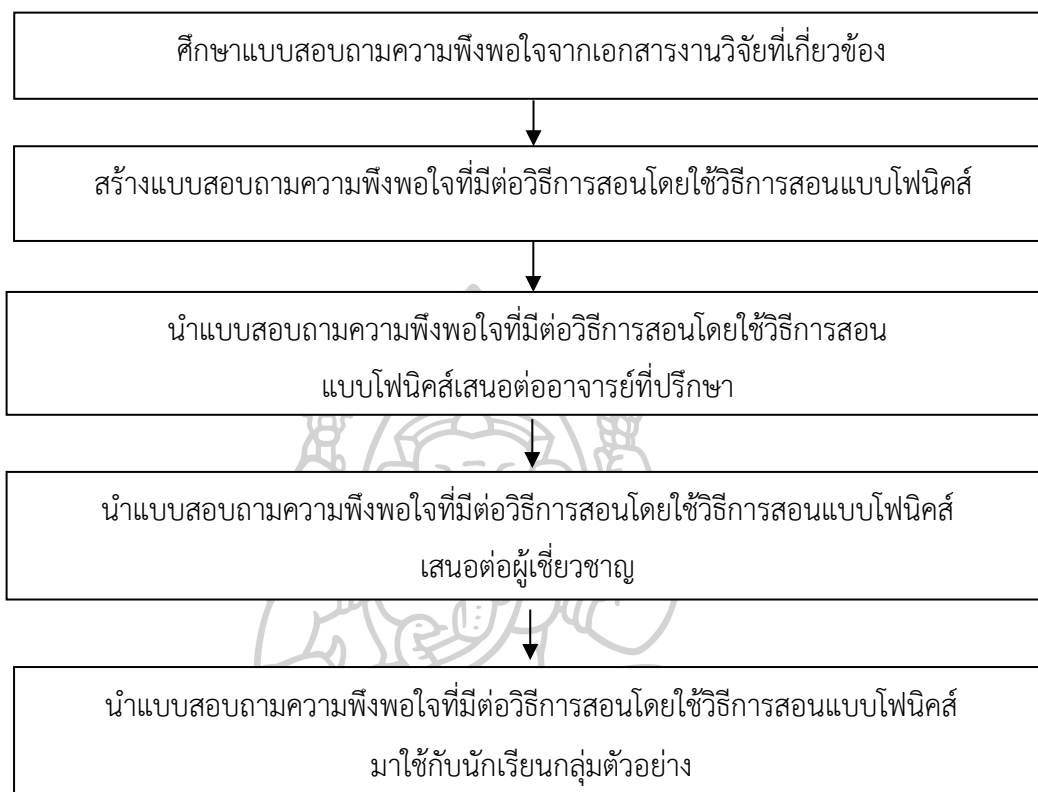 ศึกษาแบบสอบถามความพึงพอใจจากเอกสารงานวิจัยที่เกี่ยวข้อง
สร้างแบบสอบถามความพึงพอใจที่มีต่อวิธีการสอนโดยใช้วิธีการสอนแบบโฟนิคส์
นำแบบสอบถามความพึงพอใจที่มีต่อวิธีการสอนโดยใช้วิธีการสอน
แบบโฟนิคส์เสนอต่ออาจารย์ที่ปรึกษา
นำแบบสอบถามความพึงพอใจที่มีต่อวิธีการสอนโดยใช้วิธีการสอนแบบโฟนิคส์
เสนอต่อผู้เชี่ยวชาญ
นำแบบสอบถามความพึงพอใจที่มีต่อวิธีการสอนโดยใช้วิธีการสอนแบบโฟนิคส์
มาใช้กับนักเรียนกลุ่มตัวอย่าง